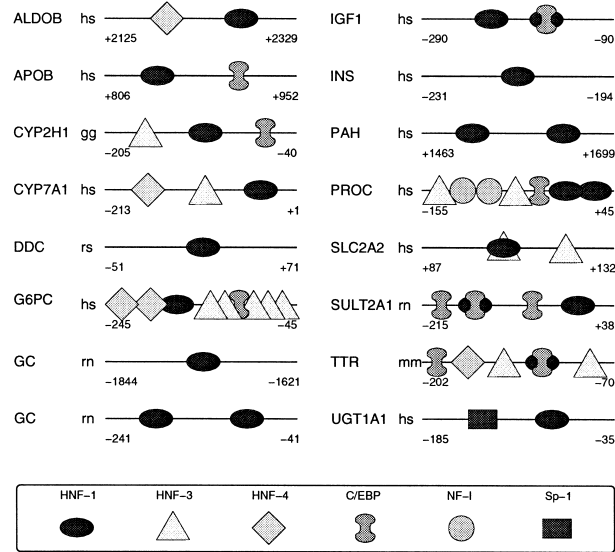 ALDOB hs +2125 +2329
APOB hs +806 +952
CYP2H1 gg −205 −40
CYP7A1 hs −213 +1
DDC rs −51 +71
G6PC hs −245 −45
GC rn −1844 −1621
GC rn −241 −41
IGF1 hs −290 −90
INS hs −231 −194
PAH hs +1463 +1699
PROC hs −155 +45
SLC2A2 hs +87 +132
SULT2A1 rn −215 +38
TTR mm −202 −70
UGT1A1 hs −185 −35
HNF−1 HNF−3 HNF−4 C/EBP NF−I Sp−1